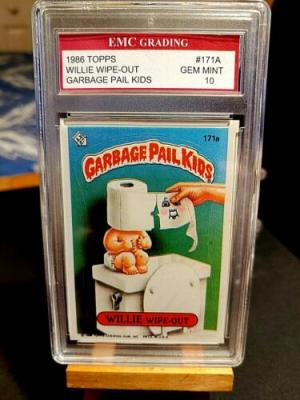 EMC GRADING
1986 TOPPS #171A
WILLIE WIPE-OUT GEM MINT
GARBAGE PAIL KIDS 10
171a
GARBAGE PAIL KIDS
WILLIE WIPE-OUT